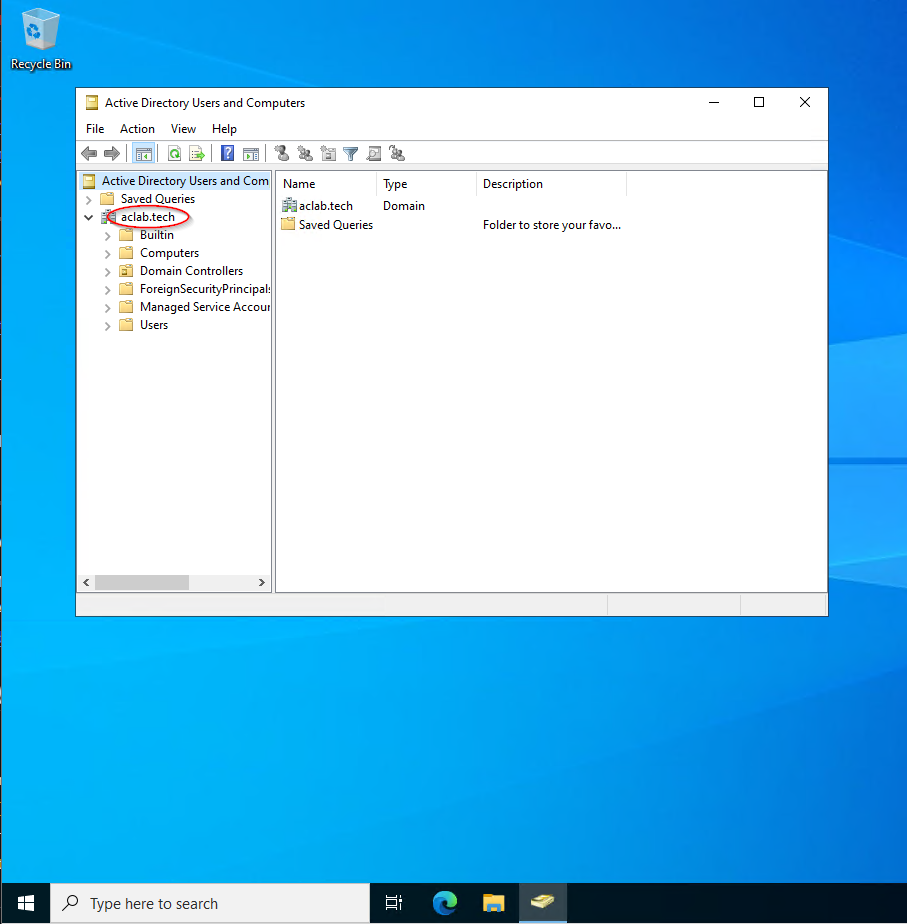 Recycle Bin
Active Directory Users and Computers
File Action View Help
Active Directory Users and Com
Saved Queries
aclab.tech
Builtin
Computers
Domain Controllers
ForeignSecurityPrincipals
Managed Service Accour
Users
Name Type Description
aclab.tech Domain
Saved Queries Folder to store your favo...
Type here to search